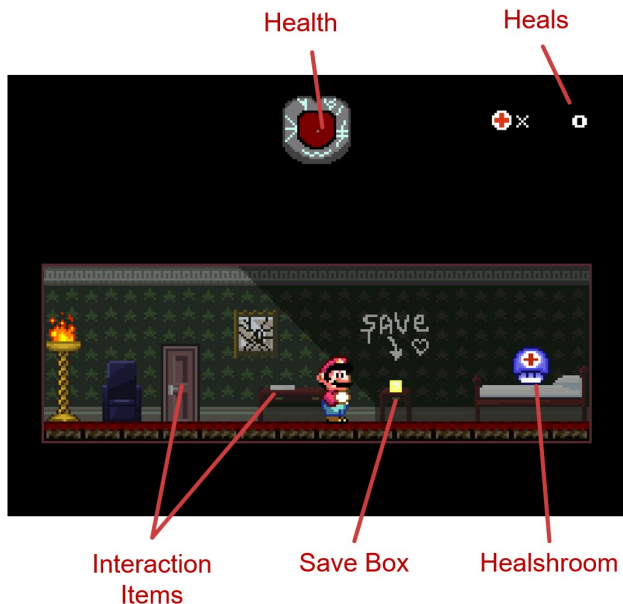 Health
Heals
x 0
SAVE
Interaction
Items
Save Box
Healshroom